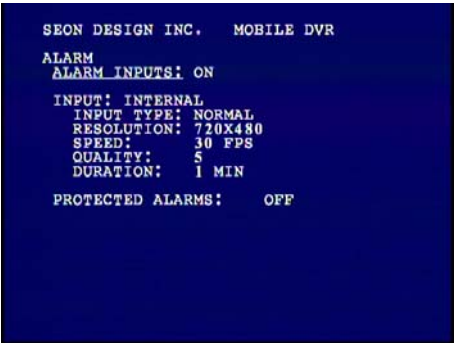 SEON DESIGN INC. MOBILE DVR
ALARM
ALARM INPUTS: ON
INPUT: INTERNAL
INPUT TYPE: NORMAL
RESOLUTION: 720X480
SPEED: 30 FPS
QUALITY: 5
DURATION: 1 MIN
PROTECTED ALARMS: OFF